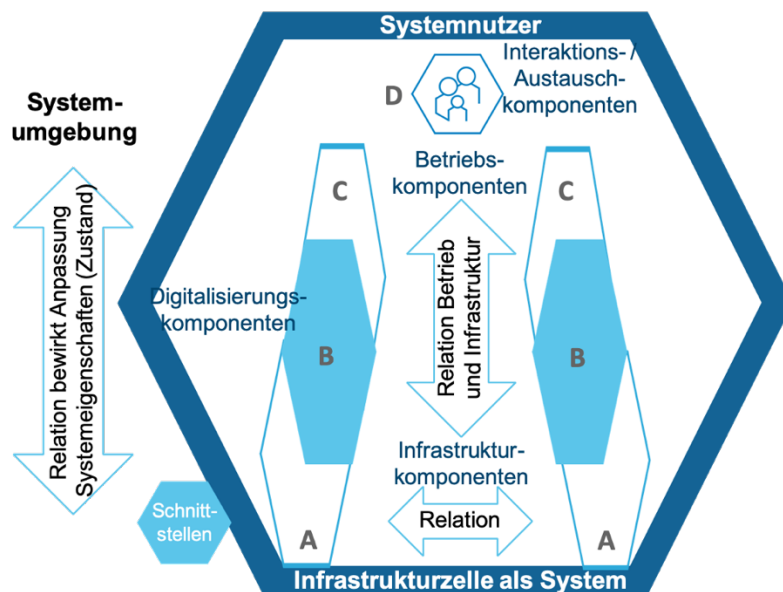 Systemnutzer
Interaktions- /
Austausch-
komponenten
D
System-
umgebung
Betriebs-
komponenten
C
C
Relation bewirkt Anpassung
Systemeigenschaften (Zustand)
Digitalisierungs-
komponenten
Relation Betrieb
und Infrastruktur
B
B
Infrastruktur-
komponenten
Schnitt-
stellen
Relation
A
A
Infrastrukturzelle als System